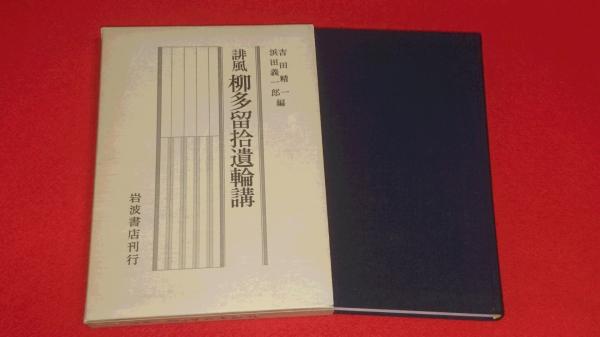 吉田精一
浜田義一郎 編
誹風 柳多留拾遺輪講
岩波書店刊行